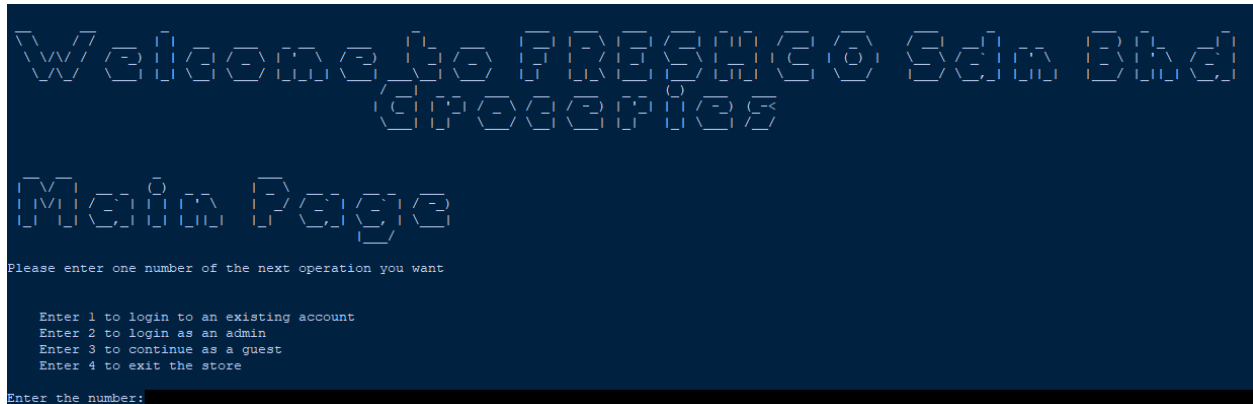 Welcome to FRESHCO Sdn Bhd
Groceries
Main Page
Please enter one number of the next operation you want
Enter 1 to login to an existing account
Enter 2 to login as an admin
Enter 3 to continue as a guest
Enter 4 to exit the store
Enter the number: